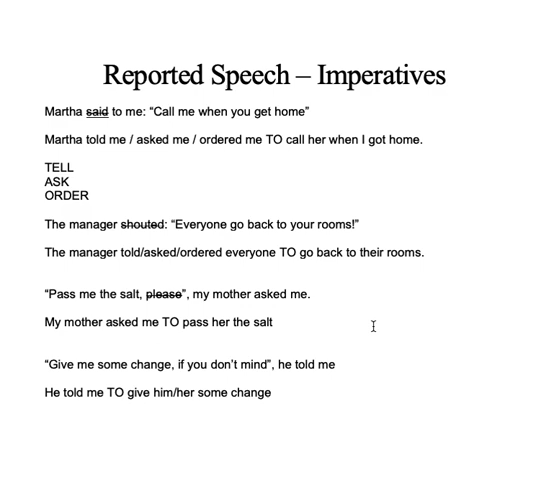 Reported Speech – Imperatives
Martha said to me: “Call me when you get home”
Martha told me / asked me / ordered me TO call her when I got home.
TELL
ASK
ORDER
The manager shouted: “Everyone go back to your rooms!”
The manager told/asked/ordered everyone TO go back to their rooms.
“Pass me the salt, please”, my mother asked me.
My mother asked me TO pass her the salt
“Give me some change, if you don’t mind”, he told me
He told me TO give him/her some change